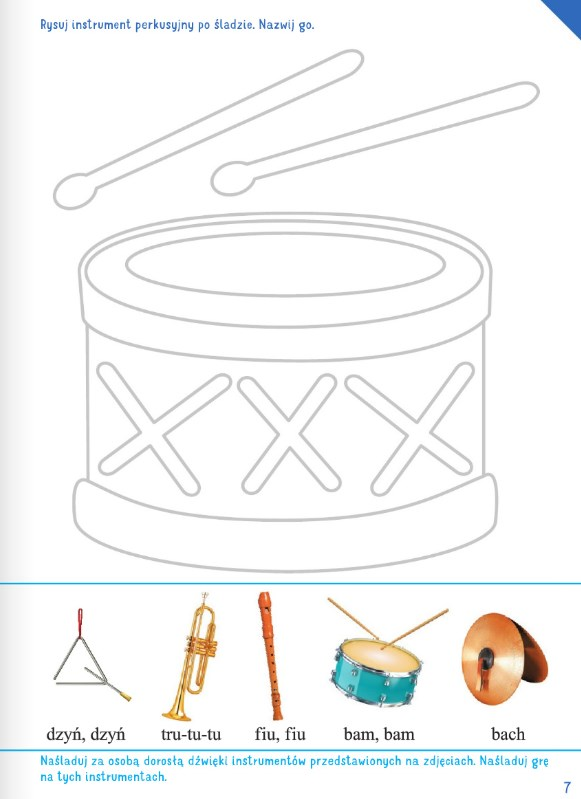 Rysuj instrument perkusyjny po śladzie. Nazwij go.
dzyń, dzyń tru-tu-tu fiu, fiu bam, bam bach
Naśladuj za osobą dorosłą dźwięki instrumentów przedstawionych na zdjęciach. Naśladuj grę
na tych instrumentach.
7